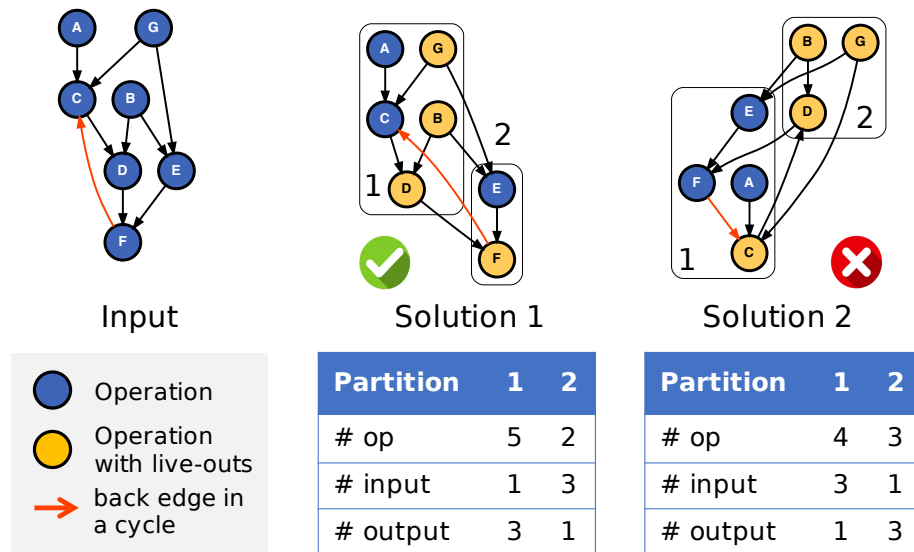 A G
C B
D E
F
Input
A G
C B
2
1 D E
F
Solution 1
B G
E D 2
F A
1 C
Solution 2
Operation
Operation
with live-outs
back edge in
a cycle
Partition 1 2
# op 5 2
# input 1 3
# output 3 1
Partition 1 2
# op 4 3
# input 3 1
# output 1 3